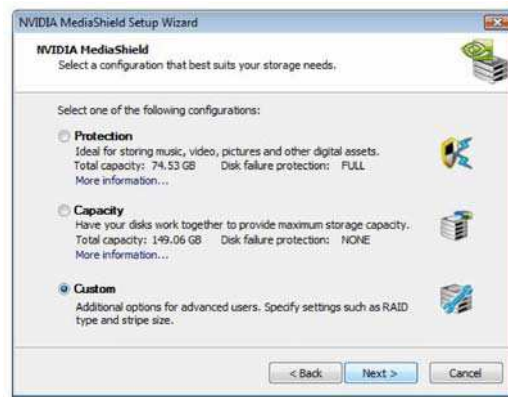 NVIDIA MediaShield Setup Wizard
NVIDIA MediaShield
Select a configuration that best suits your storage needs.
Select one of the following configurations:
Protection
Ideal for storing music, video, pictures and other digital assets.
Total capacity: 74.53 GB Disk failure protection: FULL
More information...
Capacity
Have your disks work together to provide maximum storage capacity.
Total capacity: 149.06 GB Disk failure protection: NONE
More information...
Custom
Additional options for advanced users. Specify settings such as RAID
type and stripe size.
< Back Next > Cancel